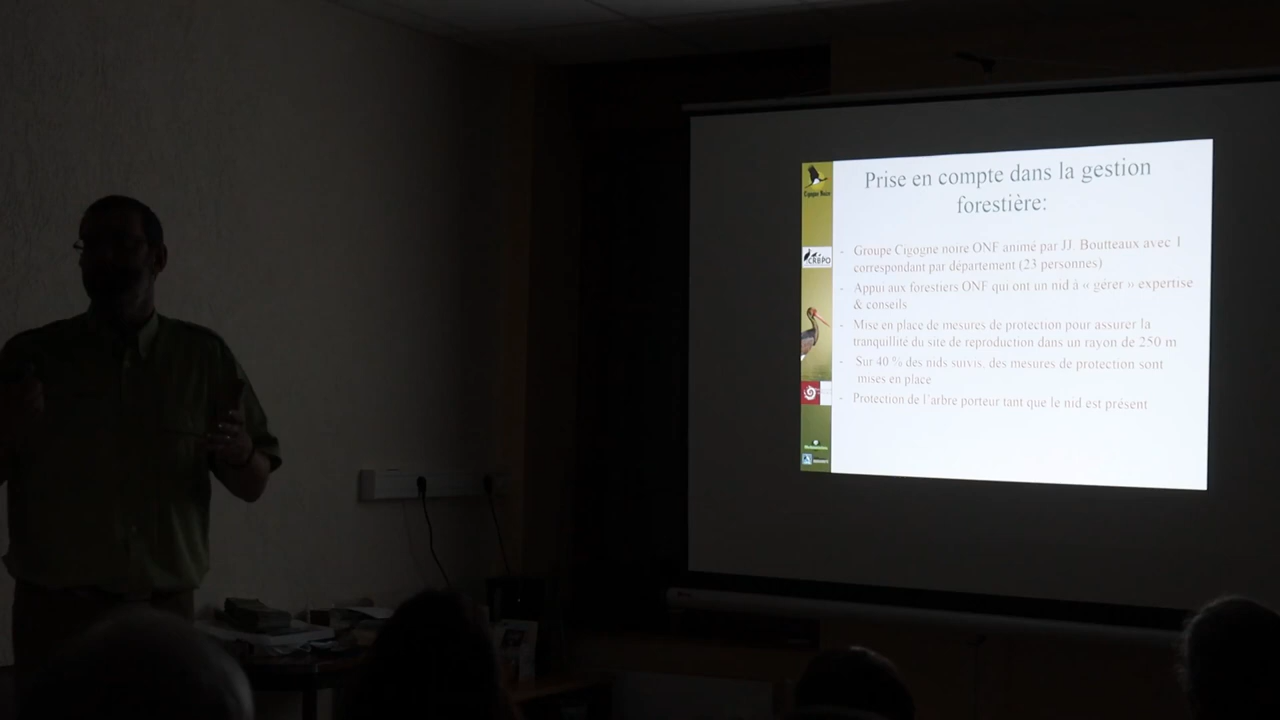 Prise en compte dans la gestion
forestière:
Cigogne Noire
CRBPO
- Groupe Cigogne noire ONF animé par JJ. Boutteaux avec 1
correspondant par département (23 personnes)
- Appui aux forestiers ONF qui ont un nid à « gérer » expertise
& conseils
- Mise en place de mesures de protection pour assurer la
tranquillité du site de reproduction dans un rayon de 250 m
- Sur 40 % des nids suivis, des mesures de protection sont
mises en place
- Protection de l'arbre porteur tant que le nid est présent